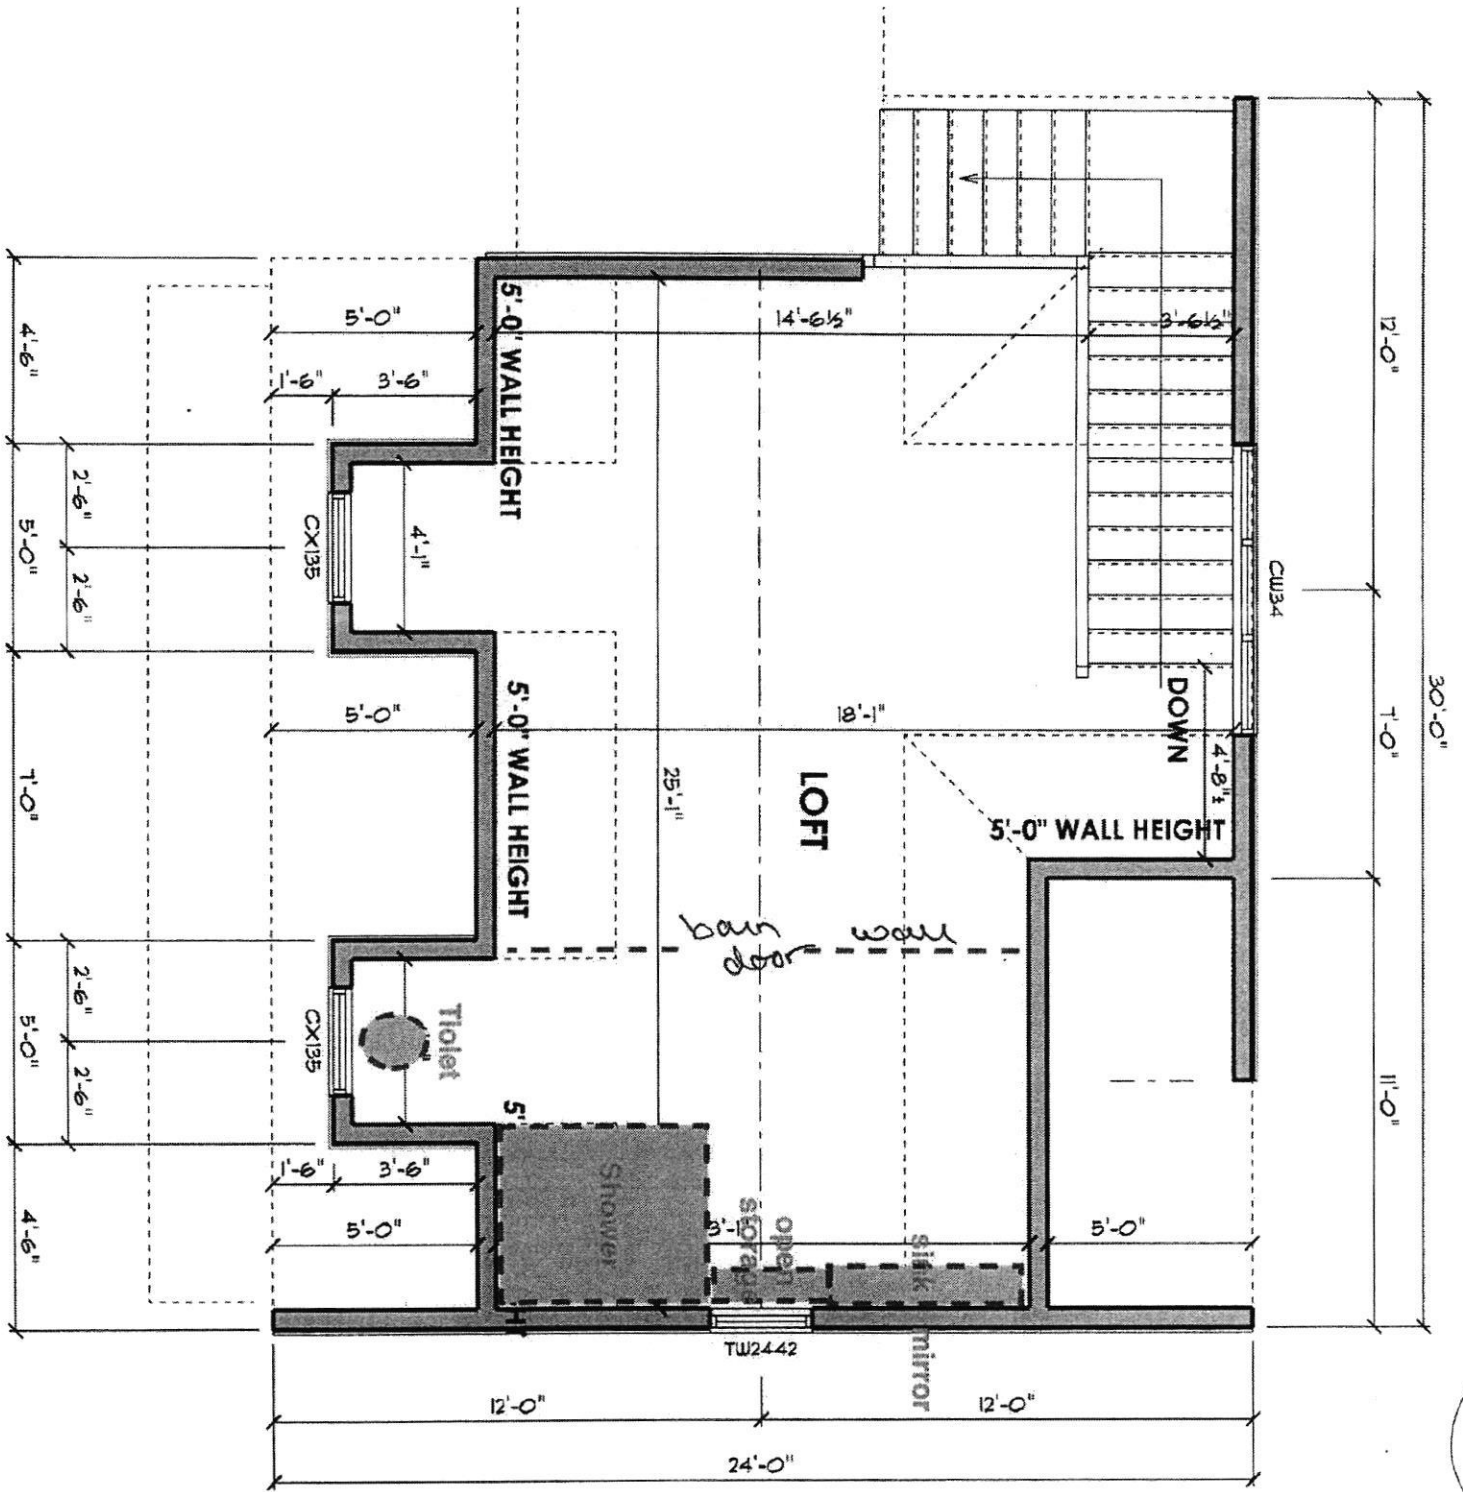 12'-0"
30'-0"
7'-0"
11'-0"
CW34
5'-0"
14'-6½"
3'-6½"
1'-6"
3'-6"
5'-0" WALL HEIGHT
4'-6"
2'-6"
5'-0"
2'-6"
CX135
4'-1"
DOWN
4'-8"±
5'-0"
18'-1"
5'-0" WALL HEIGHT
25'-1"
LOFT
5'-0" WALL HEIGHT
7'-0"
barn
door
wall
2'-6"
5'-0"
2'-6"
CX135
Tiolet
5'
1'-6"
3'-6"
Shower
open
storage
sink
mirror
5'-0"
3'-1
5'-0"
4'-6"
TW2442
12'-0"
12'-0"
24'-0"